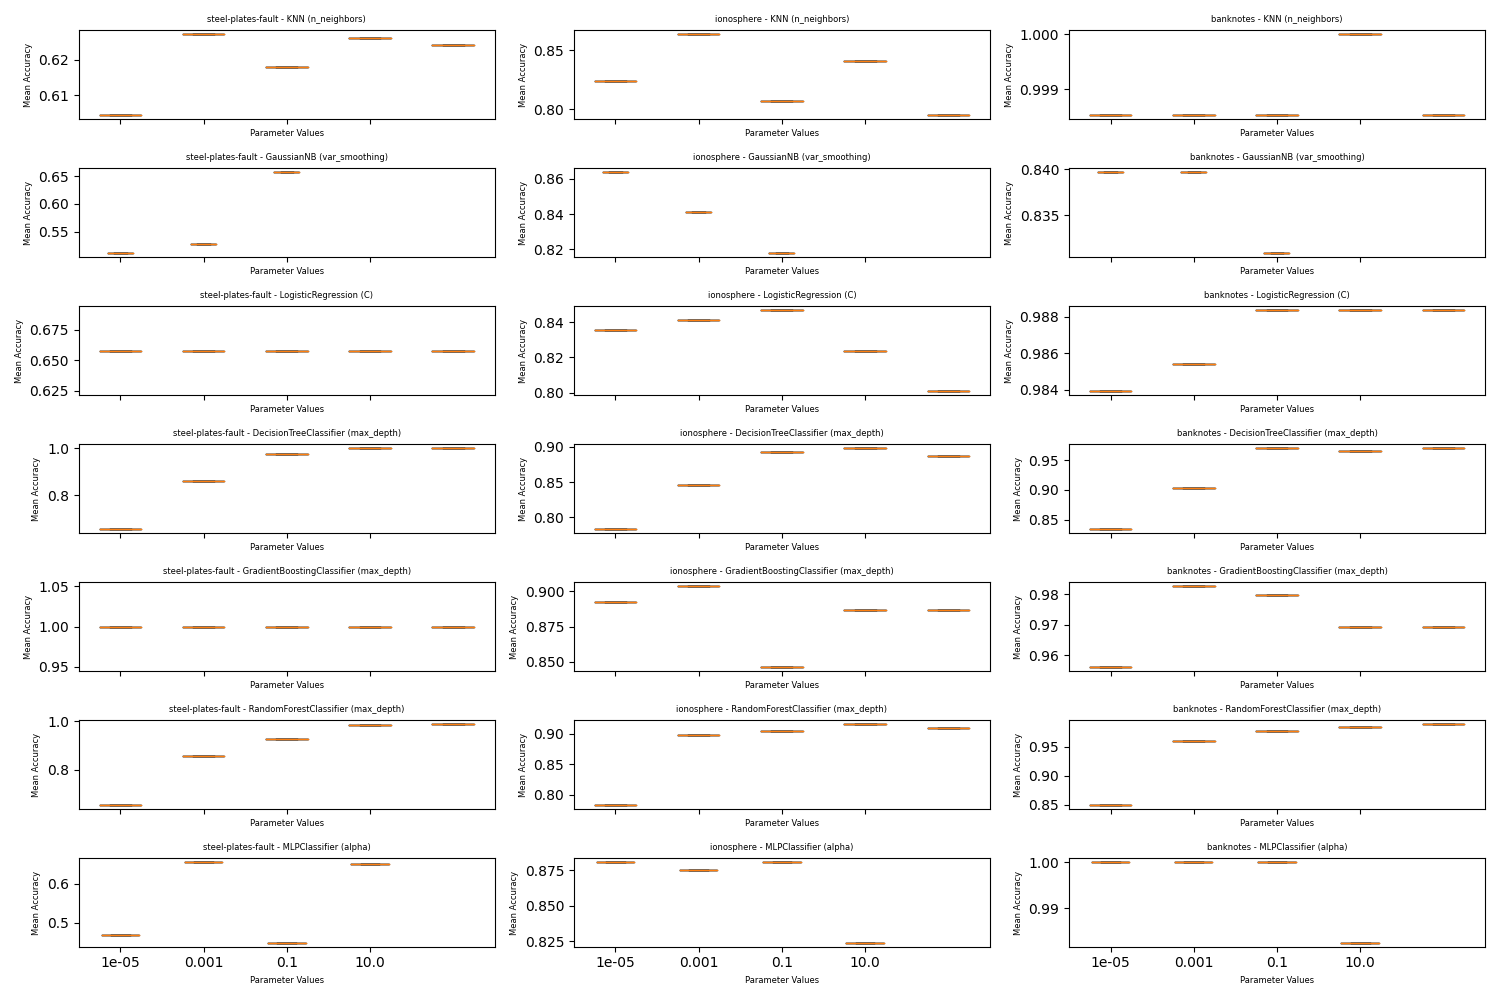 steel-plates-fault - KNN (n_neighbors)
Mean Accuracy
0.62
0.61
Parameter Values
ionosphere - KNN (n_neighbors)
Mean Accuracy
0.85
0.80
Parameter Values
banknotes - KNN (n_neighbors)
Mean Accuracy
1.000
0.999
Parameter Values
steel-plates-fault - GaussianNB (var_smoothing)
Mean Accuracy
0.65
0.60
0.55
Parameter Values
ionosphere - GaussianNB (var_smoothing)
Mean Accuracy
0.86
0.84
0.82
Parameter Values
banknotes - GaussianNB (var_smoothing)
Mean Accuracy
0.840
0.835
Parameter Values
steel-plates-fault - LogisticRegression (C)
Mean Accuracy
0.675
0.650
0.625
Parameter Values
ionosphere - LogisticRegression (C)
Mean Accuracy
0.84
0.82
0.80
Parameter Values
banknotes - LogisticRegression (C)
Mean Accuracy
0.988
0.986
0.984
Parameter Values
steel-plates-fault - DecisionTreeClassifier (max_depth)
Mean Accuracy
1.0
0.8
Parameter Values
ionosphere - DecisionTreeClassifier (max_depth)
Mean Accuracy
0.90
0.85
0.80
Parameter Values
banknotes - DecisionTreeClassifier (max_depth)
Mean Accuracy
0.95
0.90
0.85
Parameter Values
steel-plates-fault - GradientBoostingClassifier (max_depth)
Mean Accuracy
1.05
1.00
0.95
Parameter Values
ionosphere - GradientBoostingClassifier (max_depth)
Mean Accuracy
0.900
0.875
0.850
Parameter Values
banknotes - GradientBoostingClassifier (max_depth)
Mean Accuracy
0.98
0.97
0.96
Parameter Values
steel-plates-fault - RandomForestClassifier (max_depth)
Mean Accuracy
1.0
0.8
Parameter Values
ionosphere - RandomForestClassifier (max_depth)
Mean Accuracy
0.90
0.85
0.80
Parameter Values
banknotes - RandomForestClassifier (max_depth)
Mean Accuracy
0.95
0.90
0.85
Parameter Values
steel-plates-fault - MLPClassifier (alpha)
Mean Accuracy
0.6
0.5
1e-05 0.001 0.1 10.0
Parameter Values
ionosphere - MLPClassifier (alpha)
Mean Accuracy
0.875
0.850
0.825
1e-05 0.001 0.1 10.0
Parameter Values
banknotes - MLPClassifier (alpha)
Mean Accuracy
1.00
0.99
1e-05 0.001 0.1 10.0
Parameter Values